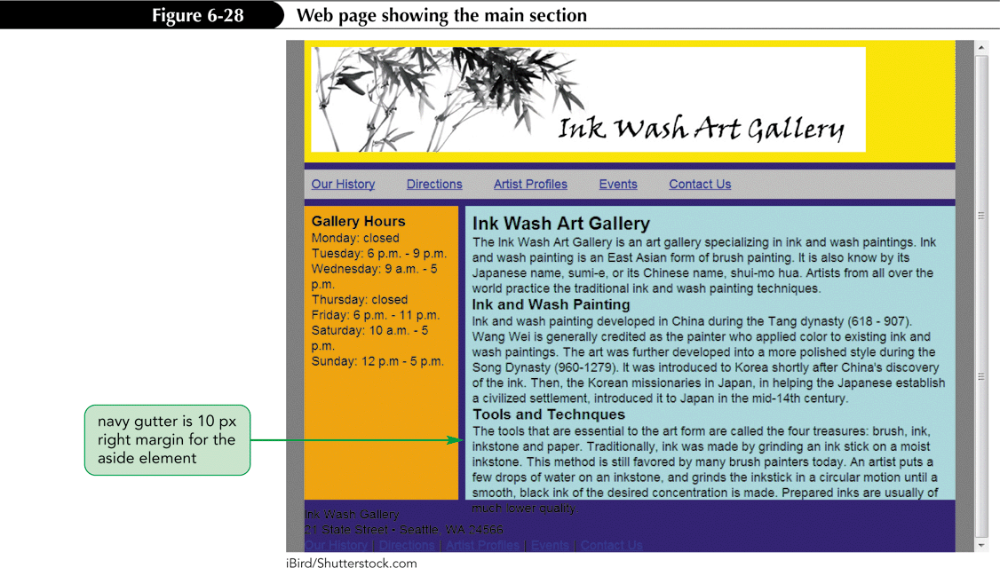 Figure 6-28 Web page showing the main section
Ink Wash Art Gallery
Our History Directions Artist Profiles Events Contact Us
Gallery Hours
Monday: closed
Tuesday: 6 p.m. - 9 p.m.
Wednesday: 9 a.m. - 5
p.m.
Thursday: closed
Friday: 6 p.m. - 11 p.m.
Saturday: 10 a.m. - 5
p.m.
Sunday: 12 p.m - 5 p.m.
Ink Wash Art Gallery
The Ink Wash Art Gallery is an art gallery specializing in ink and wash paintings. Ink
and wash painting is an East Asian form of brush painting. It is also know by its
Japanese name, sumi-e, or its Chinese name, shui-mo hua. Artists from all over the
world practice the traditional ink and wash painting techniques.
Ink and Wash Painting
Ink and wash painting developed in China during the Tang dynasty (618 - 907).
Wang Wei is generally credited as the painter who applied color to existing ink and
wash paintings. The art was further developed into a more polished style during the
Song Dynasty (960-1279). It was introduced to Korea shortly after China's discovery
of the ink. Then, the Korean missionaries in Japan, in helping the Japanese establish
a civilized settlement, introduced it to Japan in the mid-14th century.
Tools and Technques
The tools that are essential to the art form are called the four treasures: brush, ink,
inkstone and paper. Traditionally, ink was made by grinding an ink stick on a moist
inkstone. This method is still favored by many brush painters today. An artist puts a
few drops of water on an inkstone, and grinds the inkstick in a circular motion until a
smooth, black ink of the desired concentration is made. Prepared inks are usually of
much lower quality.
navy gutter is 10 px
right margin for the
aside element
Ink Wash Gallery
31 State Street • Seattle, WA 24566
Our History | Directions | Artist Profiles | Events | Contact Us
iBird/Shutterstock.com